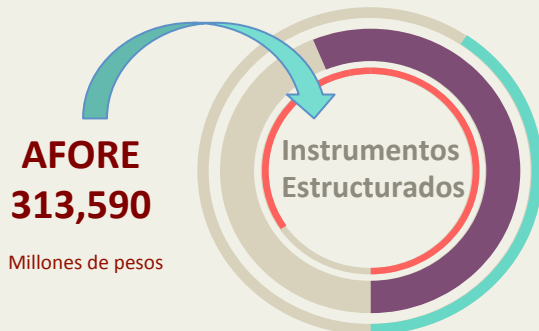 AFORE
313,590
Millones de pesos
Instrumentos
Estructurados